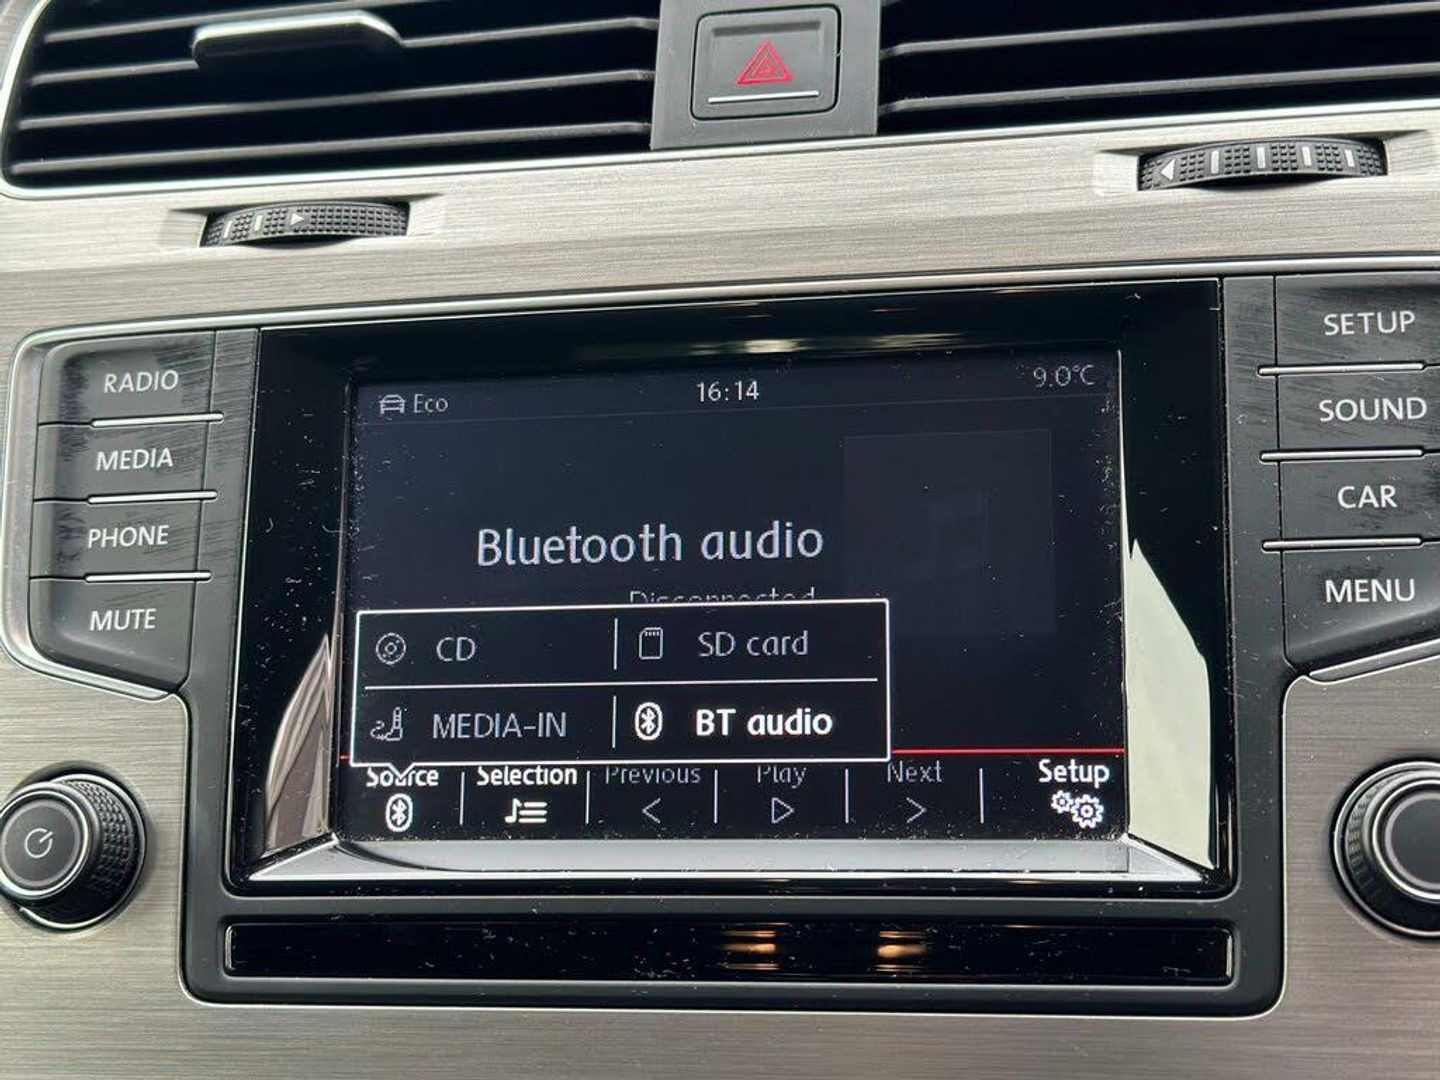 RADIO
MEDIA
PHONE
MUTE
Eco
16:14
9.0°C
Bluetooth audio
Disconnected
CD
SD card
MEDIA-IN
BT audio
Source
Selection
Previous
Play
Next
Setup
SETUP
SOUND
CAR
MENU